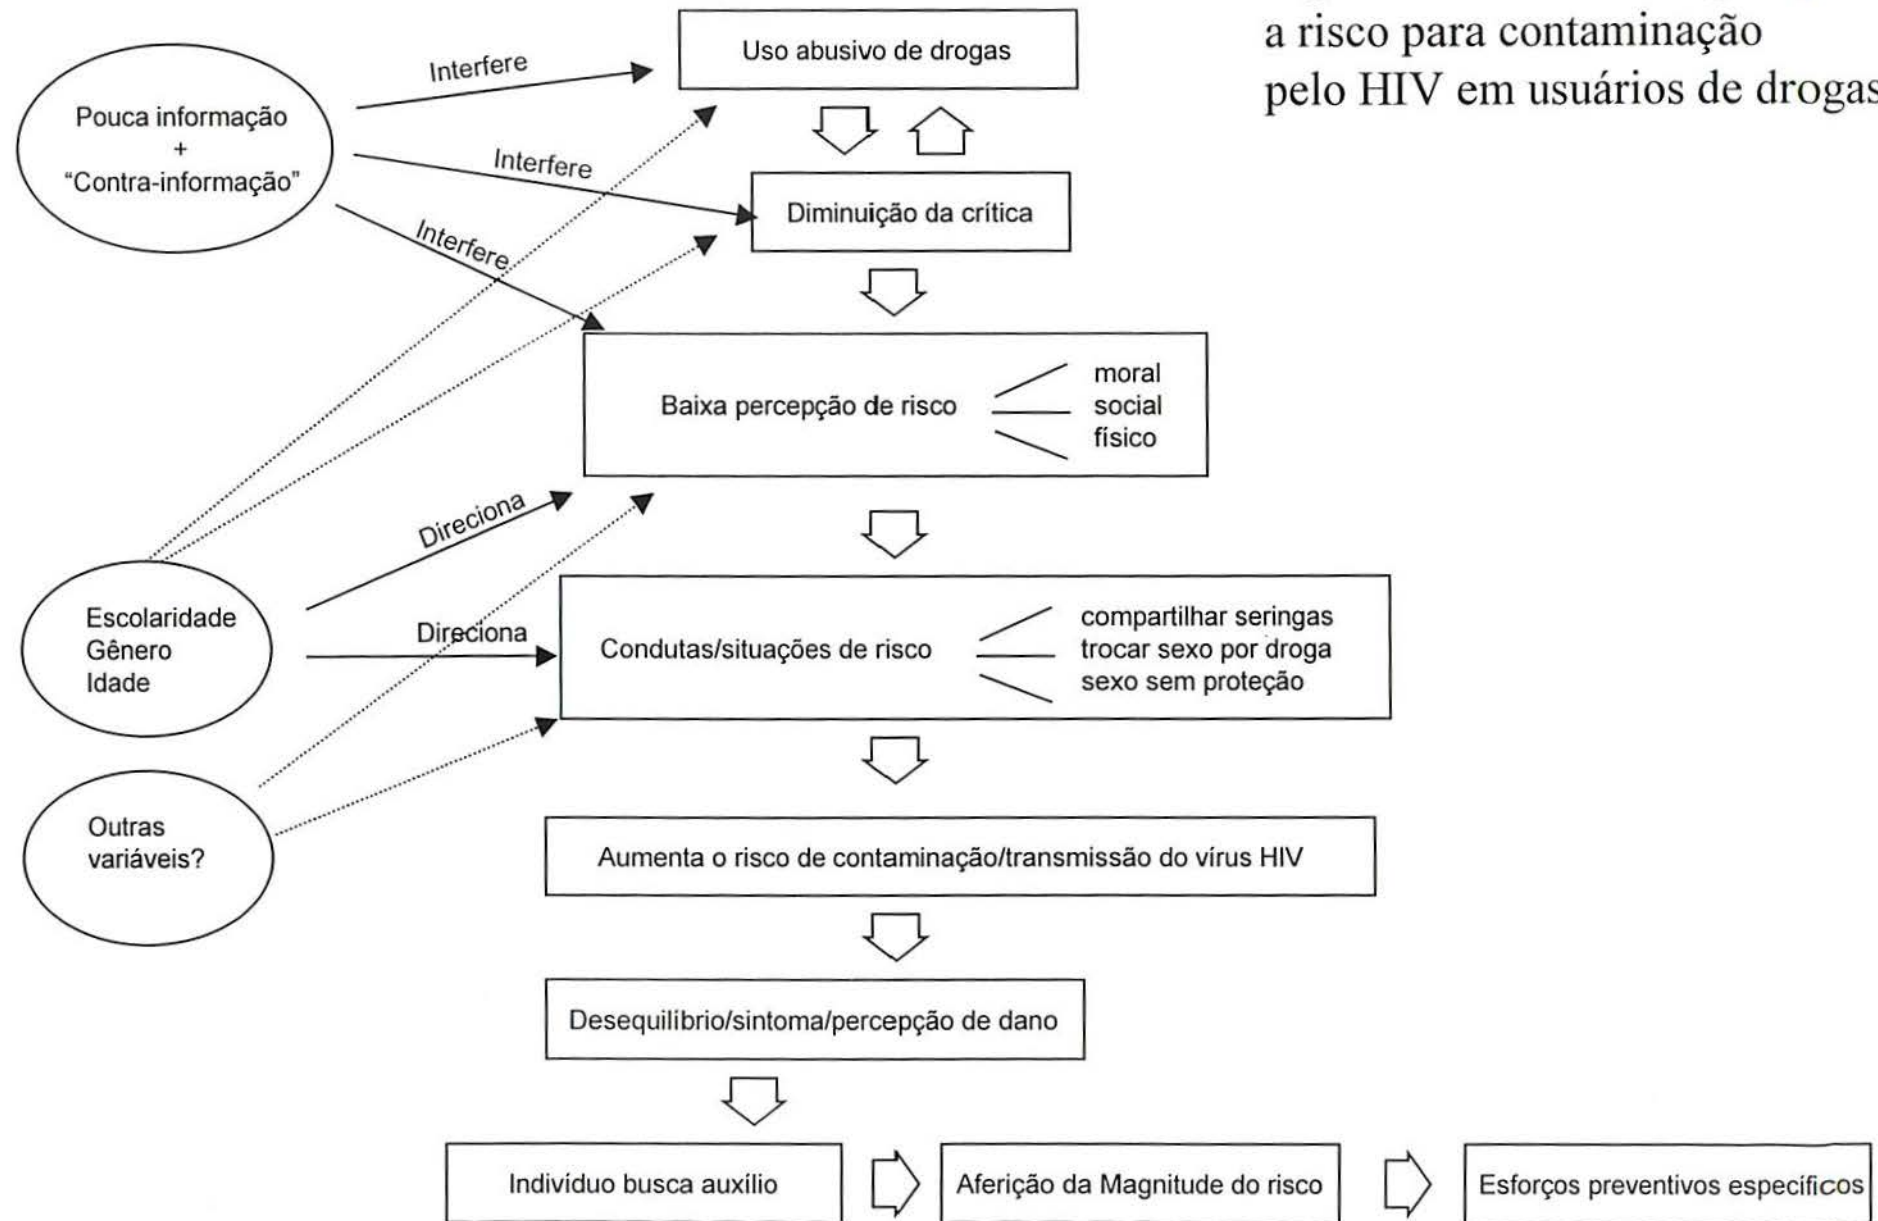 a risco para contaminação
pelo HIV em usuários de drogas
Uso abusivo de drogas
Interfere
Pouca informação
+
“Contra-informação”
Interfere
Diminuição da crítica
Interfere
Baixa percepção de risco
moral
social
físico
Direciona
Escolaridade
Gênero
Idade
Direciona
Condutas/situações de risco
compartilhar seringas
trocar sexo por droga
sexo sem proteção
Outras
variáveis?
Aumenta o risco de contaminação/transmissão do vírus HIV
Desequilíbrio/sintoma/percepção de dano
Indivíduo busca auxílio
Aferição da Magnitude do risco
Esforços preventivos específicos